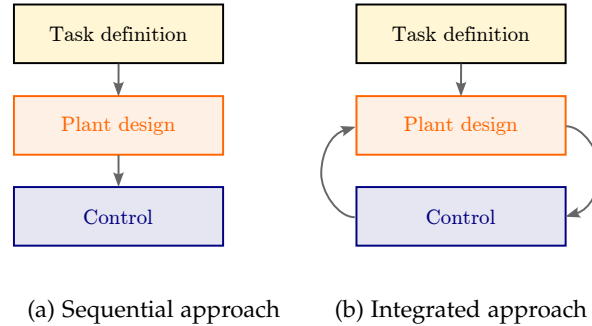 Task definition
Plant design
Control
(a) Sequential approach
Task definition
Plant design
Control
(b) Integrated approach